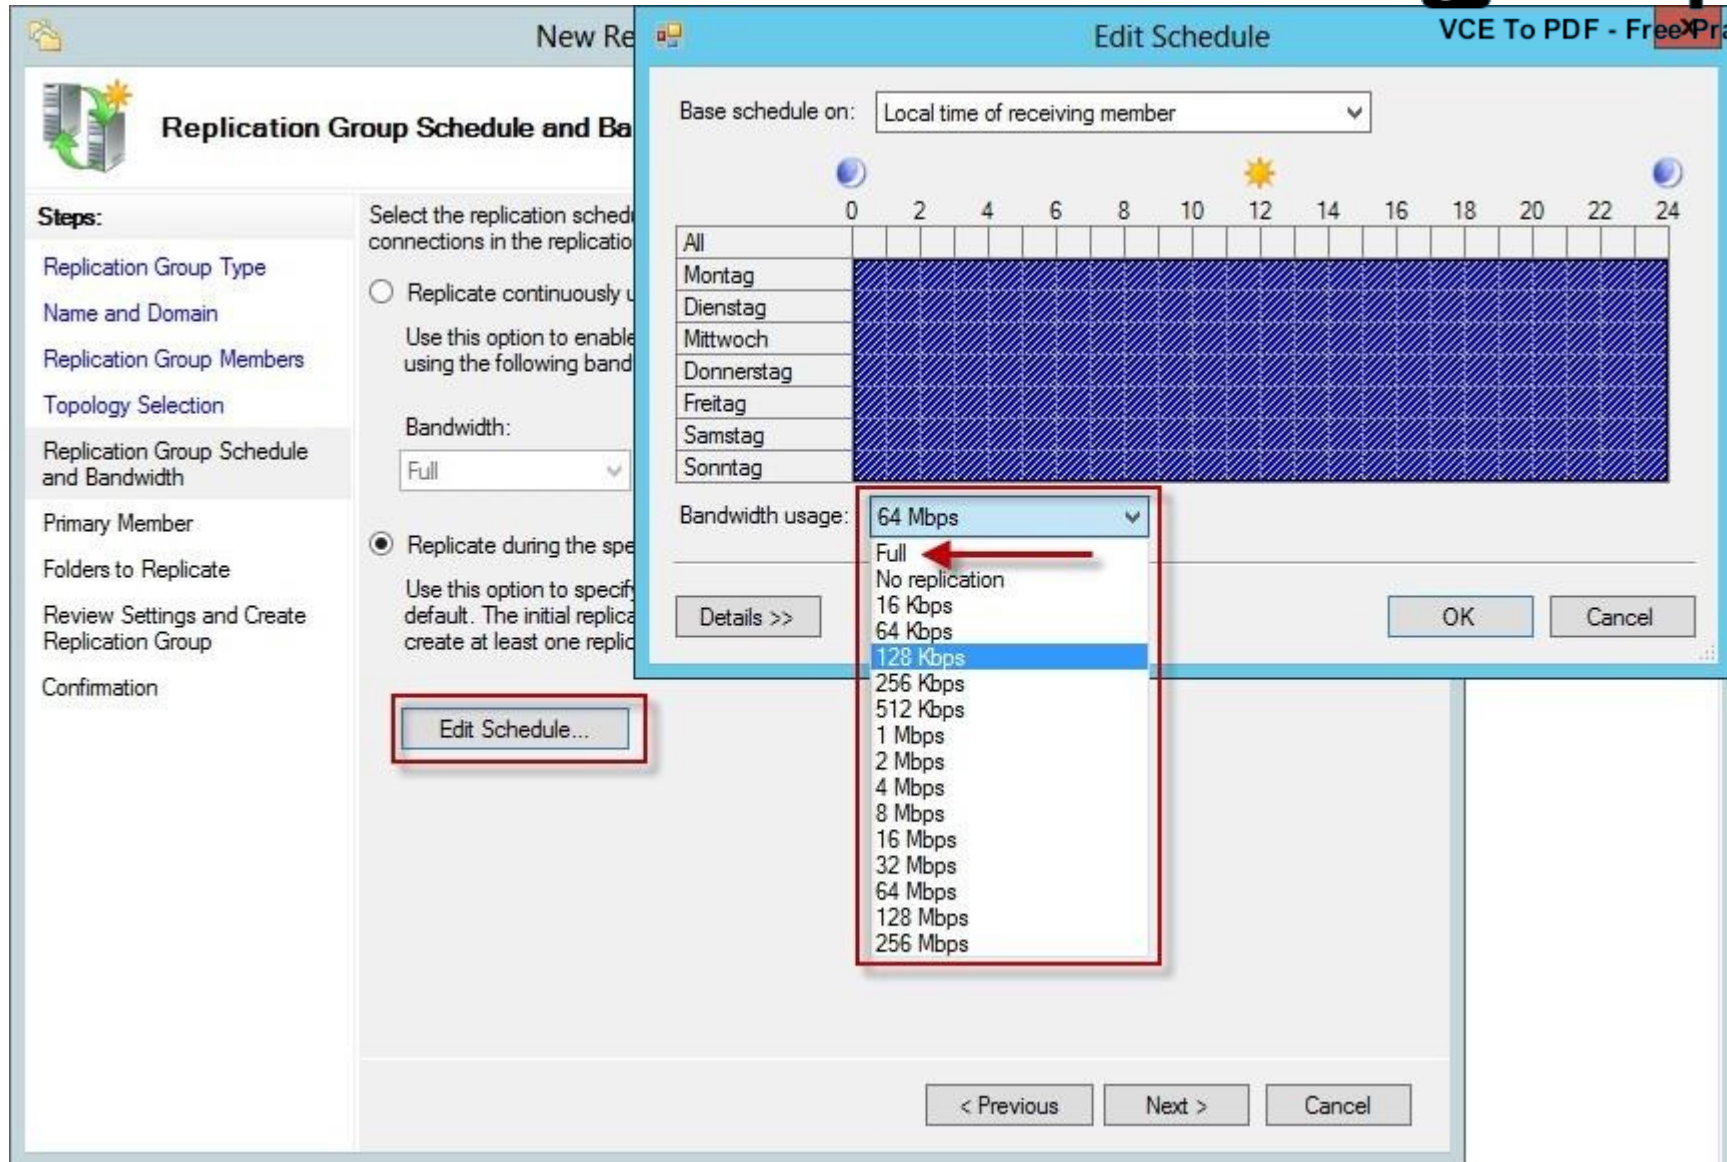 New Re
Edit Schedule
VCE To PDF - Free Pra
Replication Group Schedule and Ba
Steps:
Replication Group Type
Name and Domain
Replication Group Members
Topology Selection
Replication Group Schedule
and Bandwidth
Primary Member
Folders to Replicate
Review Settings and Create
Replication Group
Confirmation
Select the replication sched
connections in the replicatio
Replicate continuously u
Use this option to enable
using the following band
Bandwidth:
Full
Replicate during the spe
Use this option to specify
default. The initial replica
create at least one replic
Edit Schedule...
Base schedule on: Local time of receiving member
0 2 4 6 8 10 12 14 16 18 20 22 24
All
Montag
Dienstag
Mittwoch
Donnerstag
Freitag
Samstag
Sonntag
Bandwidth usage: 64 Mbps
Full
No replication
16 Kbps
64 Kbps
128 Kbps
256 Kbps
512 Kbps
1 Mbps
2 Mbps
4 Mbps
8 Mbps
16 Mbps
32 Mbps
64 Mbps
128 Mbps
256 Mbps
Details >> OK Cancel
< Previous Next > Cancel